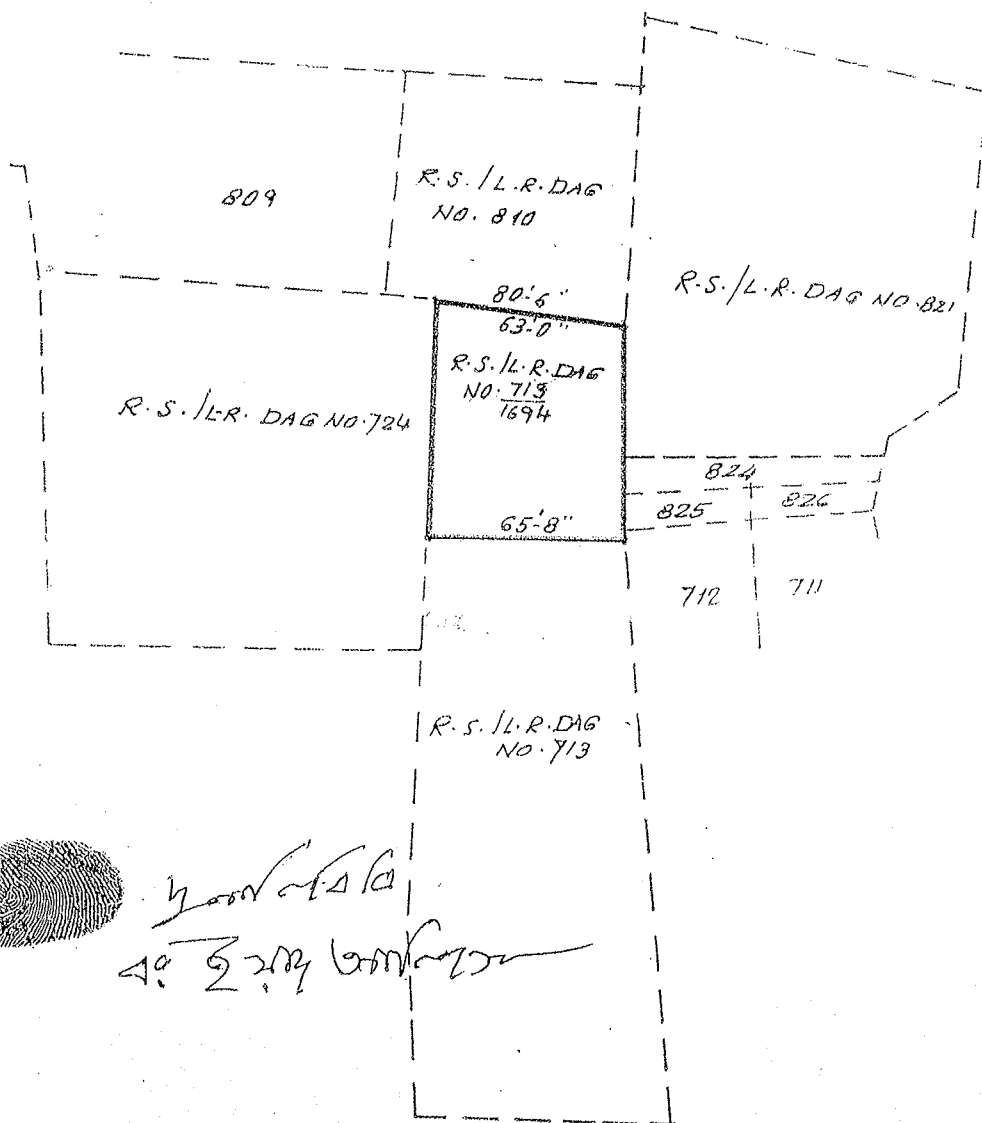 809
R.S./L.R.DAG
NO. 810
R.S./L.R.DAG NO.821
80'-6"
63'-0"
R.S./L.R.DAG
NO. 713
1694
R.S./L.R. DAG NO.724
824
825
826
65'-8"
712
711
R.S./L.R.DAG
NO.713